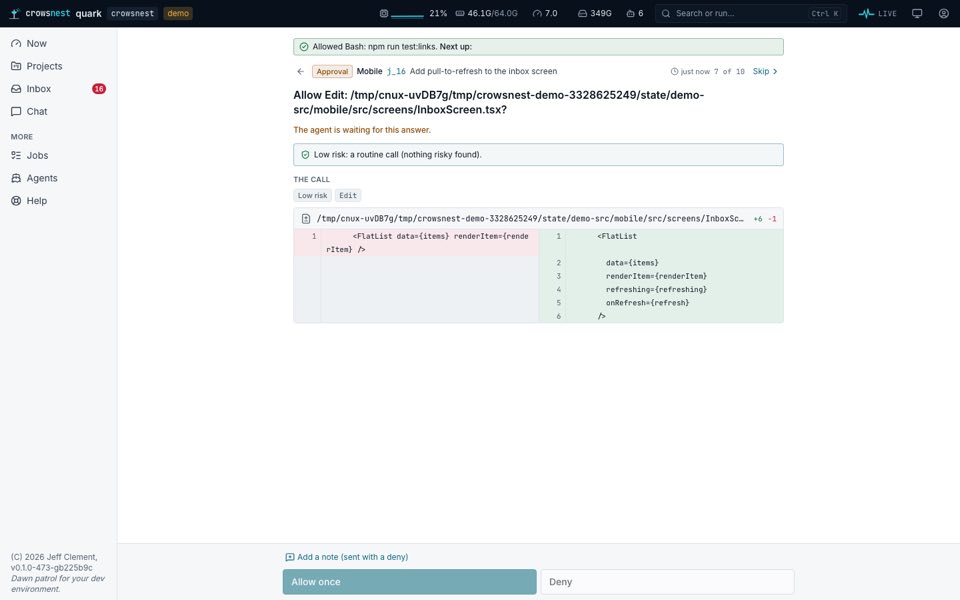 crowsnest quark crowsnest demo 21% 46.1G/64.0G 7.0 349G 6 Search or run... Ctrl K LIVE
Now
Projects
Inbox 16
Chat
MORE
Jobs
Agents
Help
(C) 2026 Jeff Clement,
v0.1.0-473-gb225b9c
Dawn patrol for your dev
environment.
Allowed Bash: npm run test:links. Next up:
Approval Mobile j_16 Add pull-to-refresh to the inbox screen just now 7 of 10 Skip
Allow Edit: /tmp/cnux-uvDB7g/tmp/crowsnest-demo-3328625249/state/demo-
src/mobile/src/screens/InboxScreen.tsx?
The agent is waiting for this answer.
Low risk: a routine call (nothing risky found).
THE CALL
Low risk Edit
/tmp/cnux-uvDB7g/tmp/crowsnest-demo-3328625249/state/demo-src/mobile/src/screens/InboxSc… +6 -1
1 <FlatList data={items} renderItem={rende
rItem} />
1 <FlatList
2 data={items}
3 renderItem={renderItem}
4 refreshing={refreshing}
5 onRefresh={refresh}
6 />
Add a note (sent with a deny)
Allow once
Deny